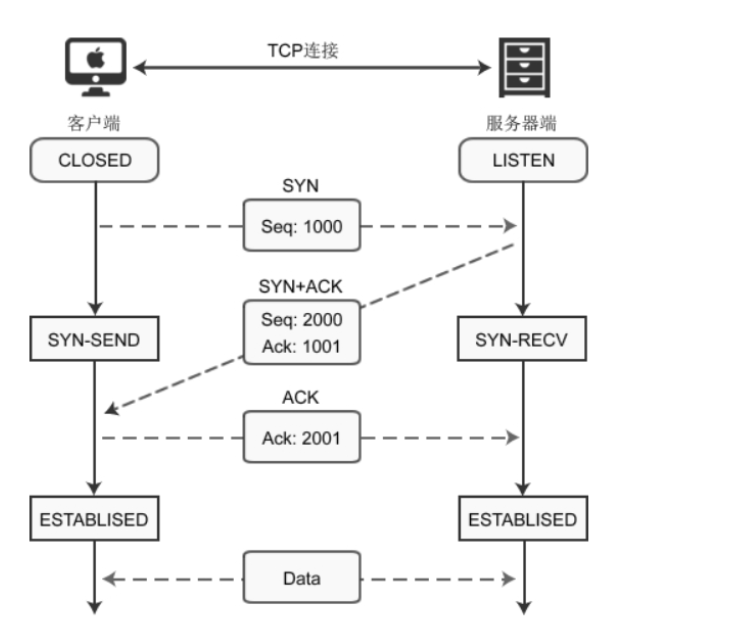 TCP连接
客户端
服务器端
CLOSED
LISTEN
SYN
Seq: 1000
SYN+ACK
Seq: 2000
Ack: 1001
SYN-SEND
SYN-RECV
ACK
Ack: 2001
ESTABLISED
ESTABLISED
Data